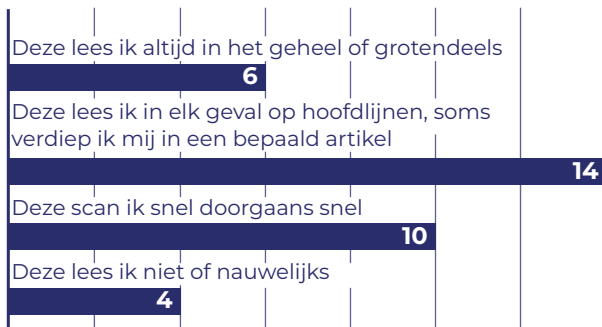 Deze lees ik altijd in het geheel of grotendeels
6
Deze lees ik in elk geval op hoofdlijnen, soms
verdiep ik mij in een bepaald artikel
14
Deze scan ik snel doorgaans snel
10
Deze lees ik niet of nauwelijks
4